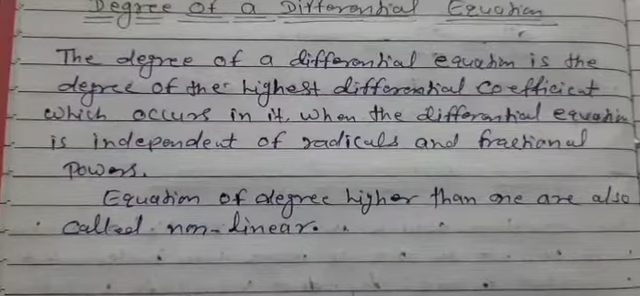 Degree of a Differential Equation
The degree of a differential equation is the
degree of the highest differential coefficient
which occurs in it, when the differential equation
is independent of radicals and fractional
powers.
Equation of degree higher than one are also
called non-linear.